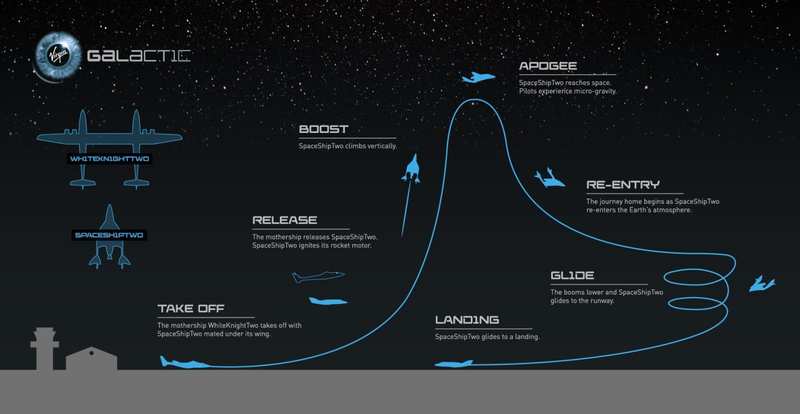 Virgin
GALACTIC
WHITEKNIGHTTWO
SPACESHIPTWO
TAKE OFF
The mothership WhiteKnightTwo takes off with
SpaceShipTwo mated under its wing.
RELEASE
The mothership releases SpaceShipTwo.
SpaceShipTwo ignites its rocket motor.
BOOST
SpaceShipTwo climbs vertically.
APOGEE
SpaceShipTwo reaches space.
Pilots experience micro-gravity.
RE-ENTRY
The journey home begins as SpaceShipTwo
re-enters the Earth's atmosphere.
GLIDE
The booms lower and SpaceShipTwo
glides to the runway.
LANDING
SpaceShipTwo glides to a landing.